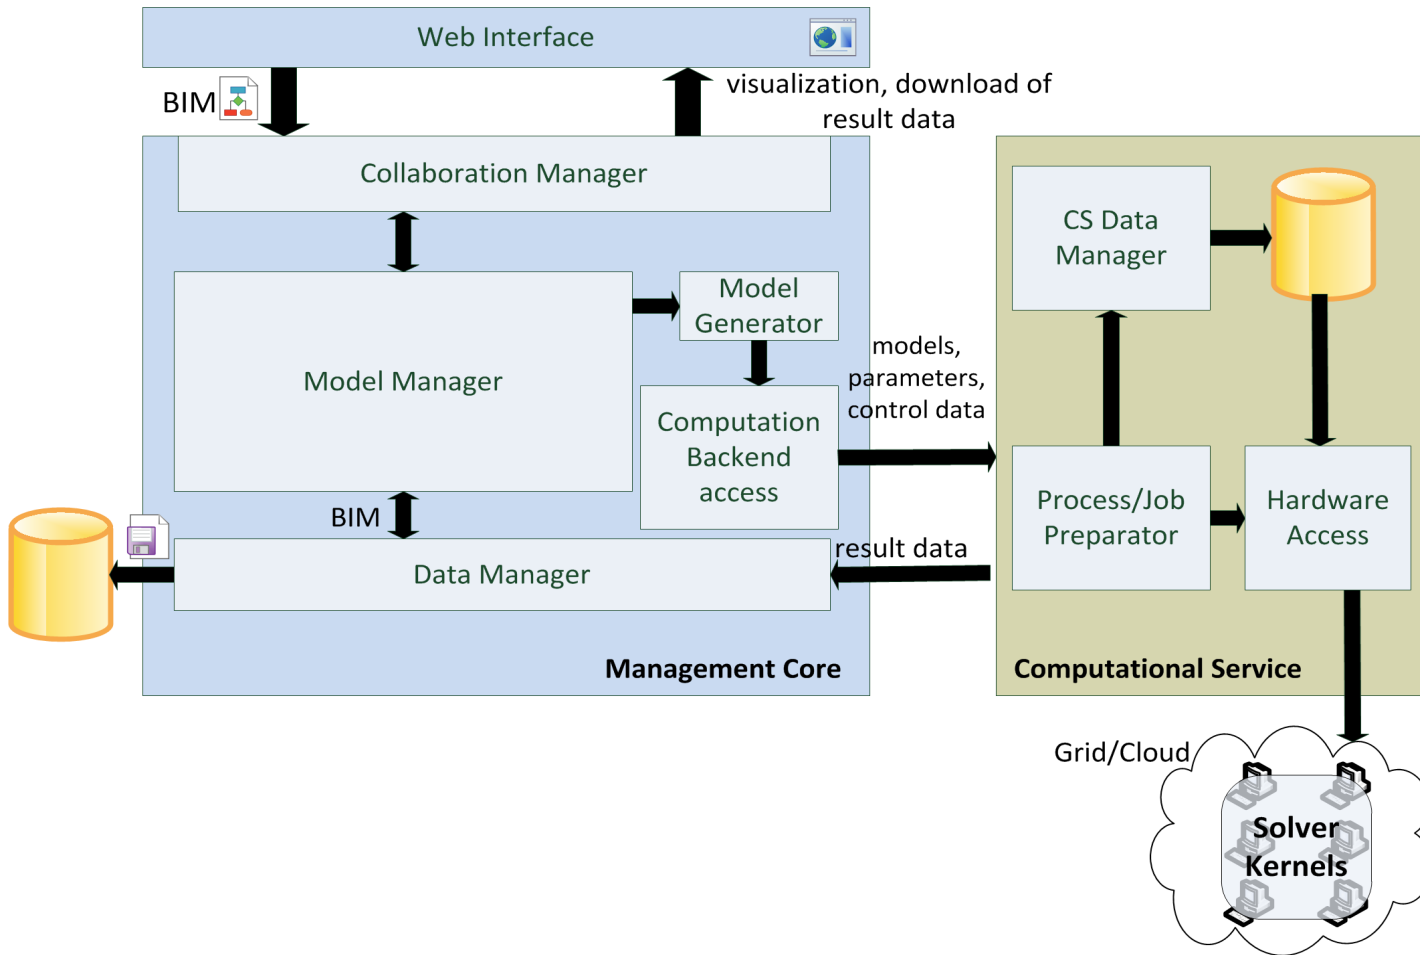 Web Interface
BIM
visualization, download of
result data
Collaboration Manager
Model Manager
Model
Generator
Computation
Backend
access
models,
parameters,
control data
BIM
Data Manager
result data
Management Core
CS Data
Manager
Process/Job
Preparator
Hardware
Access
Computational Service
Grid/Cloud
Solver
Kernels